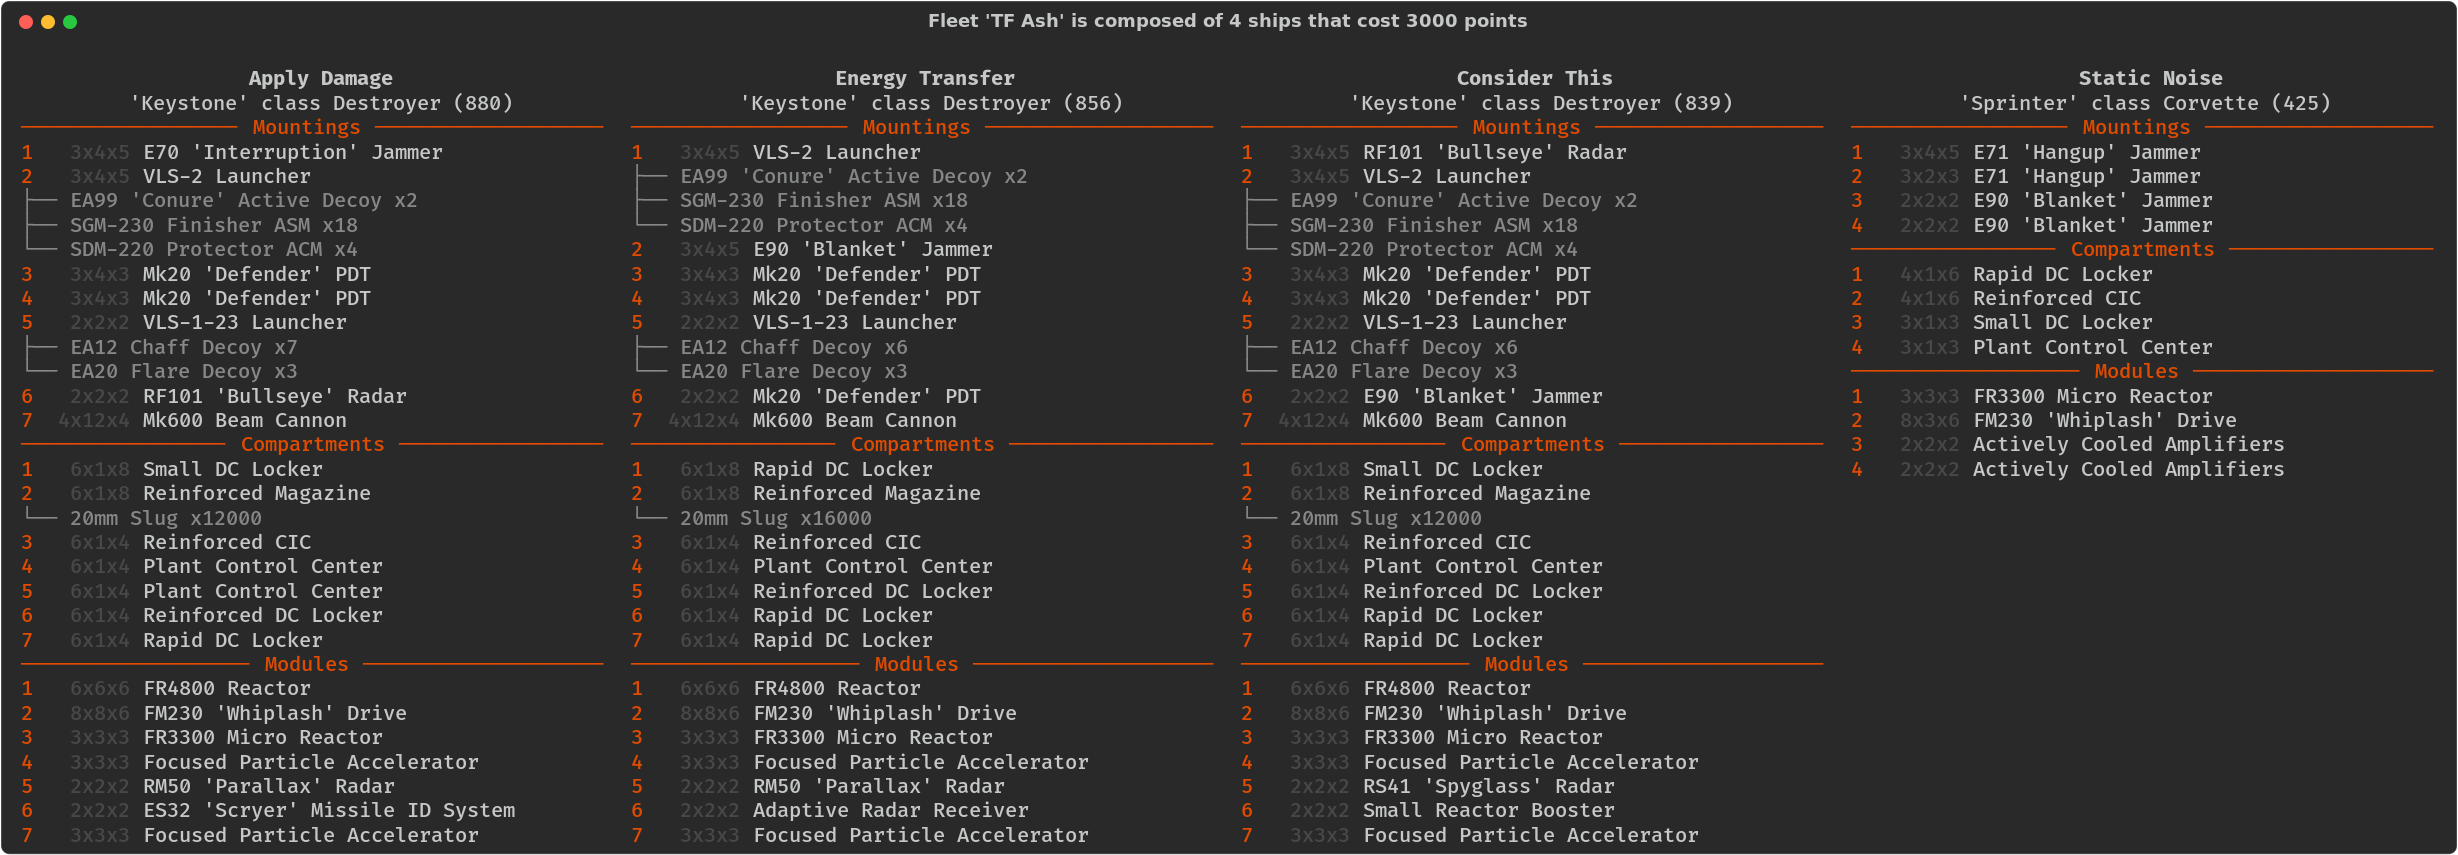 Fleet 'TF Ash' is composed of 4 ships that cost 3000 points
Apply Damage
'Keystone' class Destroyer (880)
Mountings
1 3x4x5 E70 'Interruption' Jammer
2 3x4x5 VLS-2 Launcher
EA99 'Conure' Active Decoy x2
SGM-230 Finisher ASM x18
SDM-220 Protector ACM x4
3 3x4x3 Mk20 'Defender' PDT
4 3x4x3 Mk20 'Defender' PDT
5 2x2x2 VLS-1-23 Launcher
EA12 Chaff Decoy x7
EA20 Flare Decoy x3
6 2x2x2 RF101 'Bullseye' Radar
7 4x12x4 Mk600 Beam Cannon
Compartments
1 6x1x8 Small DC Locker
2 6x1x8 Reinforced Magazine
20mm Slug x12000
3 6x1x4 Reinforced CIC
4 6x1x4 Plant Control Center
5 6x1x4 Plant Control Center
6 6x1x4 Reinforced DC Locker
7 6x1x4 Rapid DC Locker
Modules
1 6x6x6 FR4800 Reactor
2 8x8x6 FM230 'Whiplash' Drive
3 3x3x3 FR3300 Micro Reactor
4 3x3x3 Focused Particle Accelerator
5 2x2x2 RM50 'Parallax' Radar
6 2x2x2 ES32 'Scryer' Missile ID System
7 3x3x3 Focused Particle Accelerator
Energy Transfer
'Keystone' class Destroyer (856)
Mountings
1 3x4x5 VLS-2 Launcher
EA99 'Conure' Active Decoy x2
SGM-230 Finisher ASM x18
SDM-220 Protector ACM x4
2 3x4x5 E90 'Blanket' Jammer
3 3x4x3 Mk20 'Defender' PDT
4 3x4x3 Mk20 'Defender' PDT
5 2x2x2 VLS-1-23 Launcher
EA12 Chaff Decoy x6
EA20 Flare Decoy x3
6 2x2x2 Mk20 'Defender' PDT
7 4x12x4 Mk600 Beam Cannon
Compartments
1 6x1x8 Rapid DC Locker
2 6x1x8 Reinforced Magazine
20mm Slug x16000
3 6x1x4 Reinforced CIC
4 6x1x4 Plant Control Center
5 6x1x4 Reinforced DC Locker
6 6x1x4 Rapid DC Locker
7 6x1x4 Rapid DC Locker
Modules
1 6x6x6 FR4800 Reactor
2 8x8x6 FM230 'Whiplash' Drive
3 3x3x3 FR3300 Micro Reactor
4 3x3x3 Focused Particle Accelerator
5 2x2x2 RM50 'Parallax' Radar
6 2x2x2 Adaptive Radar Receiver
7 3x3x3 Focused Particle Accelerator
Consider This
'Keystone' class Destroyer (839)
Mountings
1 3x4x5 RF101 'Bullseye' Radar
2 3x4x5 VLS-2 Launcher
EA99 'Conure' Active Decoy x2
SGM-230 Finisher ASM x18
SDM-220 Protector ACM x4
3 3x4x3 Mk20 'Defender' PDT
4 3x4x3 Mk20 'Defender' PDT
5 2x2x2 VLS-1-23 Launcher
EA12 Chaff Decoy x6
EA20 Flare Decoy x3
6 2x2x2 E90 'Blanket' Jammer
7 4x12x4 Mk600 Beam Cannon
Compartments
1 6x1x8 Small DC Locker
2 6x1x8 Reinforced Magazine
20mm Slug x12000
3 6x1x4 Reinforced CIC
4 6x1x4 Plant Control Center
5 6x1x4 Reinforced DC Locker
6 6x1x4 Rapid DC Locker
7 6x1x4 Rapid DC Locker
Modules
1 6x6x6 FR4800 Reactor
2 8x8x6 FM230 'Whiplash' Drive
3 3x3x3 FR3300 Micro Reactor
4 3x3x3 Focused Particle Accelerator
5 2x2x2 RS41 'Spyglass' Radar
6 2x2x2 Small Reactor Booster
7 3x3x3 Focused Particle Accelerator
Static Noise
'Sprinter' class Corvette (425)
Mountings
1 3x4x5 E71 'Hangup' Jammer
2 3x2x3 E71 'Hangup' Jammer
3 2x2x2 E90 'Blanket' Jammer
4 2x2x2 E90 'Blanket' Jammer
Compartments
1 4x1x6 Rapid DC Locker
2 4x1x6 Reinforced CIC
3 3x1x3 Small DC Locker
4 3x1x3 Plant Control Center
Modules
1 3x3x3 FR3300 Micro Reactor
2 8x3x6 FM230 'Whiplash' Drive
3 2x2x2 Actively Cooled Amplifiers
4 2x2x2 Actively Cooled Amplifiers